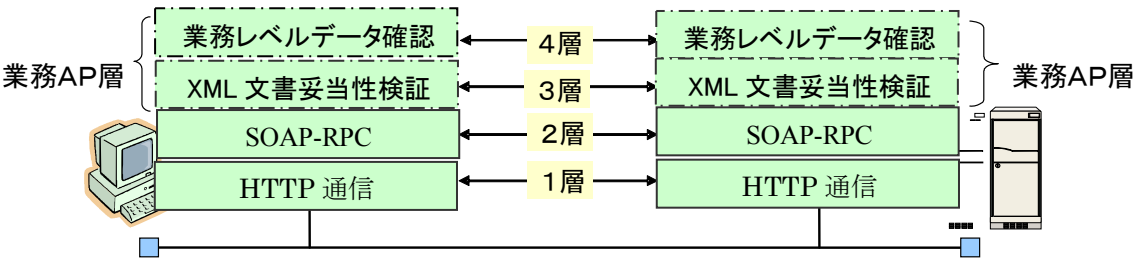 業務レベルデータ確認 4層 業務レベルデータ確認
業務AP層 業務AP層
XML 文書妥当性検証 3層 XML 文書妥当性検証
SOAP-RPC 2層 SOAP-RPC
HTTP 通信 1層 HTTP 通信